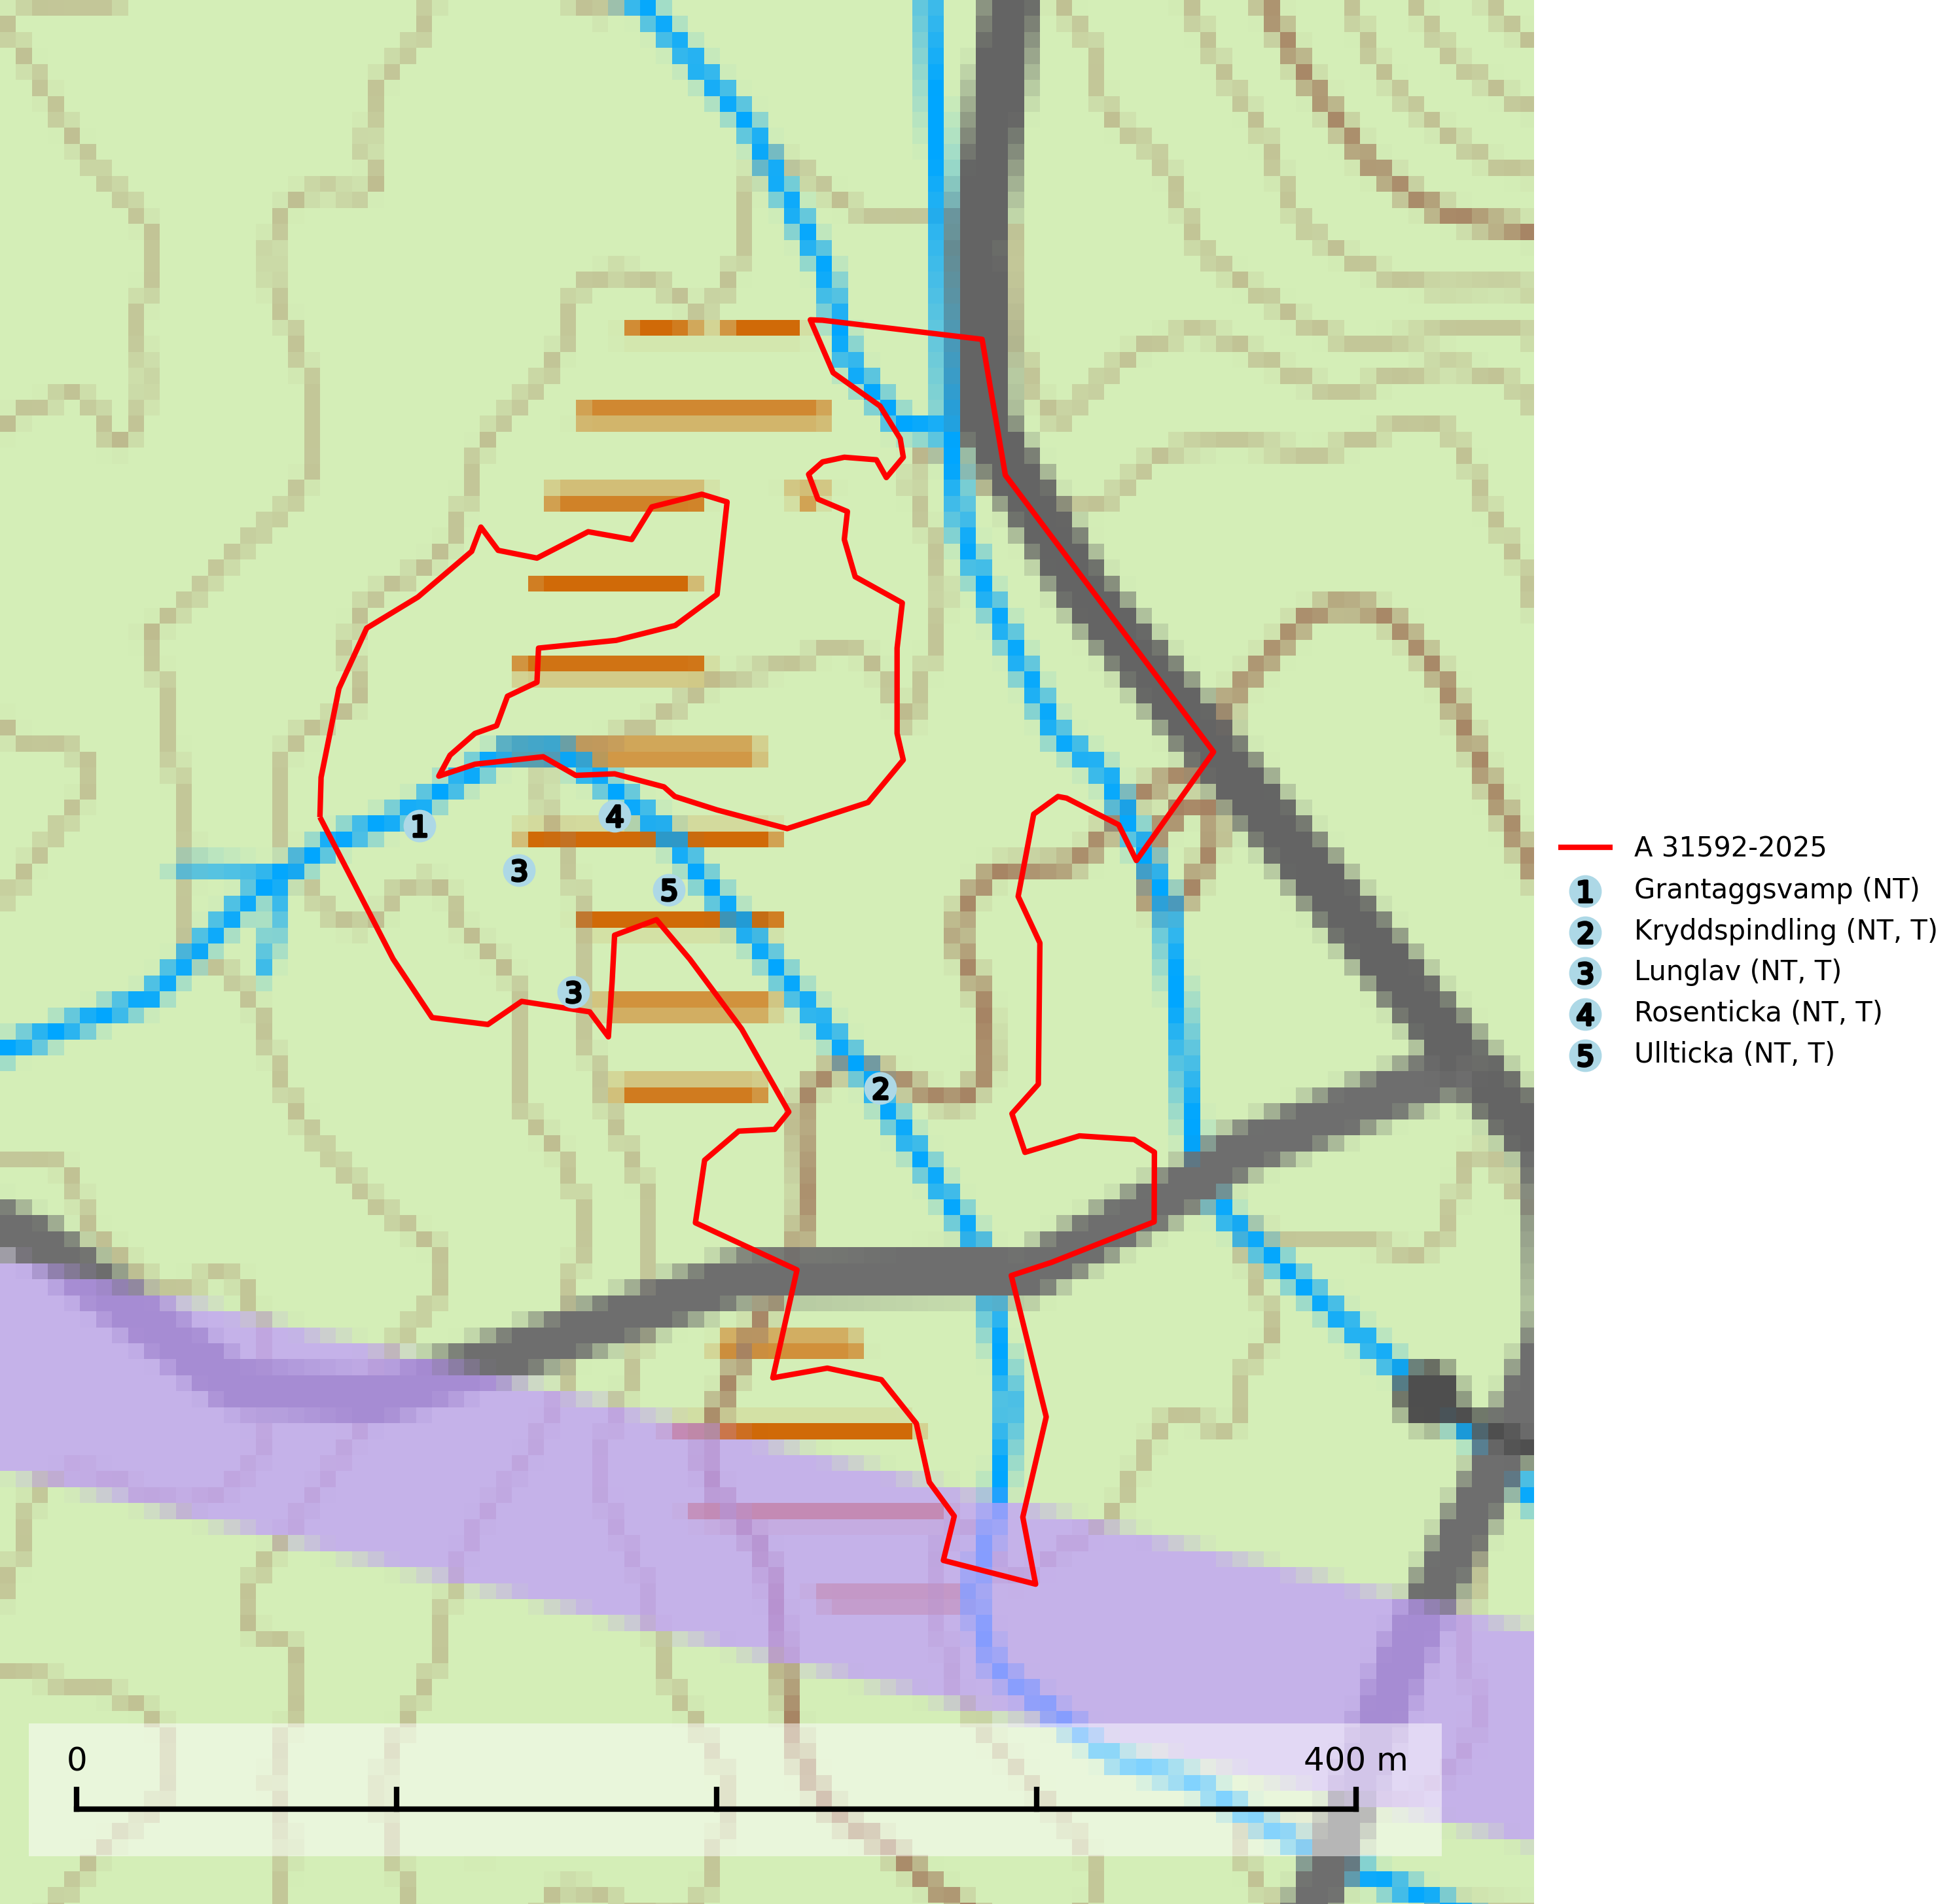 1
4
3
5
3
2
A 31592-2025
1 Grantaggsvamp (NT)
2 Kryddspindling (NT, T)
3 Lunglav (NT, T)
4 Rosenticka (NT, T)
5 Ullticka (NT, T)
0 400 m